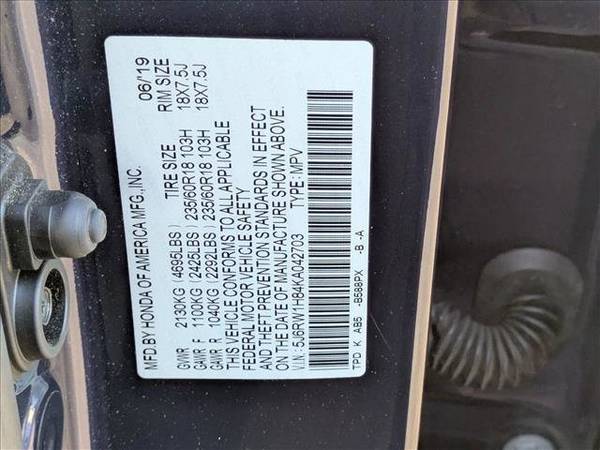 MFD.BY HONDA OF AMERICA MFG.,INC. 06/19
TIRE SIZE RIM SIZE
GVWR 2130KG (4695LBS)
GAWR F 1100KG (2425LBS) 235/60R18 103H 18X7.5J
GAWR R 1040KG (2292LBS) 235/60R18 103H 18X7.5J
THIS VEHICLE CONFORMS TO ALL APPLICABLE
FEDERAL MOTOR VEHICLE SAFETY
AND THEFT PREVENTION STANDARDS IN EFFECT
ON THE DATE OF MANUFACTURE SHOWN ABOVE.
V.I.N.:5J6RW1H84KA042703 TYPE:MPV
TPD K AB5 -B588PX -B -A